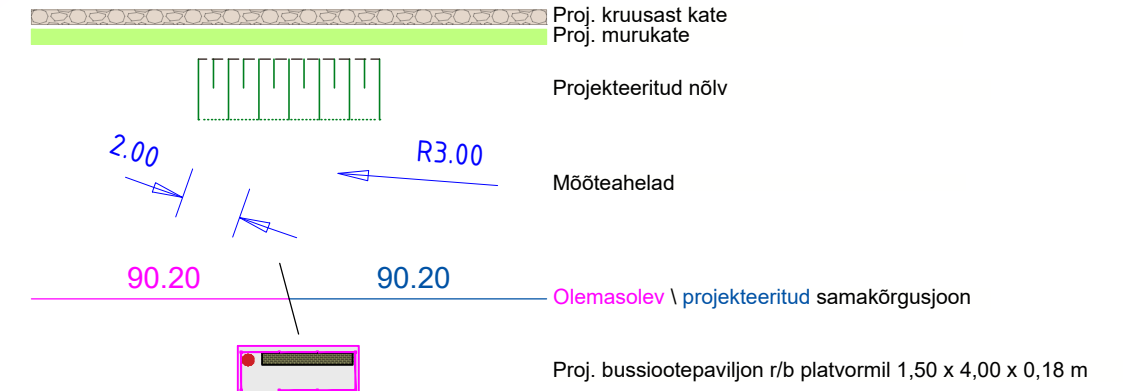 Proj. kruusast kate
Proj. murukate
Projekteeritud nõlv
2.00
R3.00
Mõõteahelad
90.20 90.20
Olemasolev \ projekteeritud samakõrgusjoon
Proj. bussiootepaviljon r/b platvormil 1,50 x 4,00 x 0,18 m